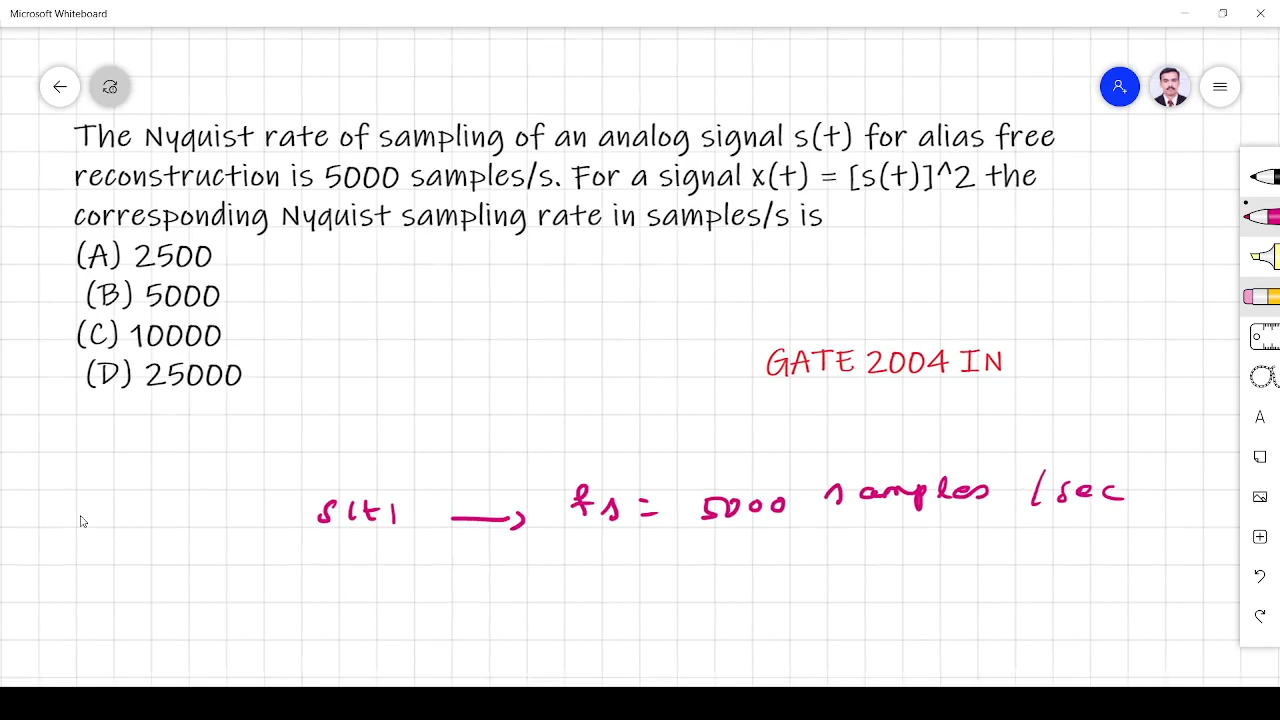 Microsoft Whiteboard
The Nyquist rate of sampling of an analog signal s(t) for alias free
reconstruction is 5000 samples/s. For a signal x(t) = [s(t)]^2 the
corresponding Nyquist sampling rate in samples/s is
(A) 2500
(B) 5000
(C) 10000
(D) 25000
GATE 2004 IN
s(t) → fs = 5000 samples /sec
A